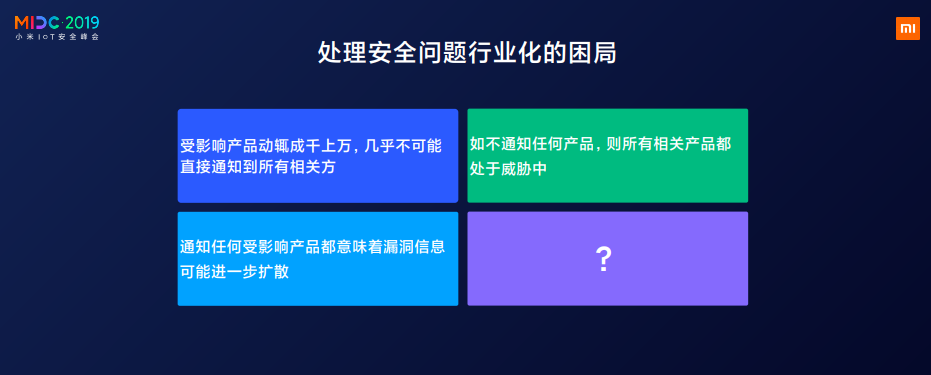 MIDC·2019
小米IoT安全峰会
处理安全问题行业化的困局
受影响产品动辄成千上万，几乎不可能
直接通知到所有相关方
如不通知任何产品，则所有相关产品都
处于威胁中
通知任何受影响产品都意味着漏洞信息
可能进一步扩散
？